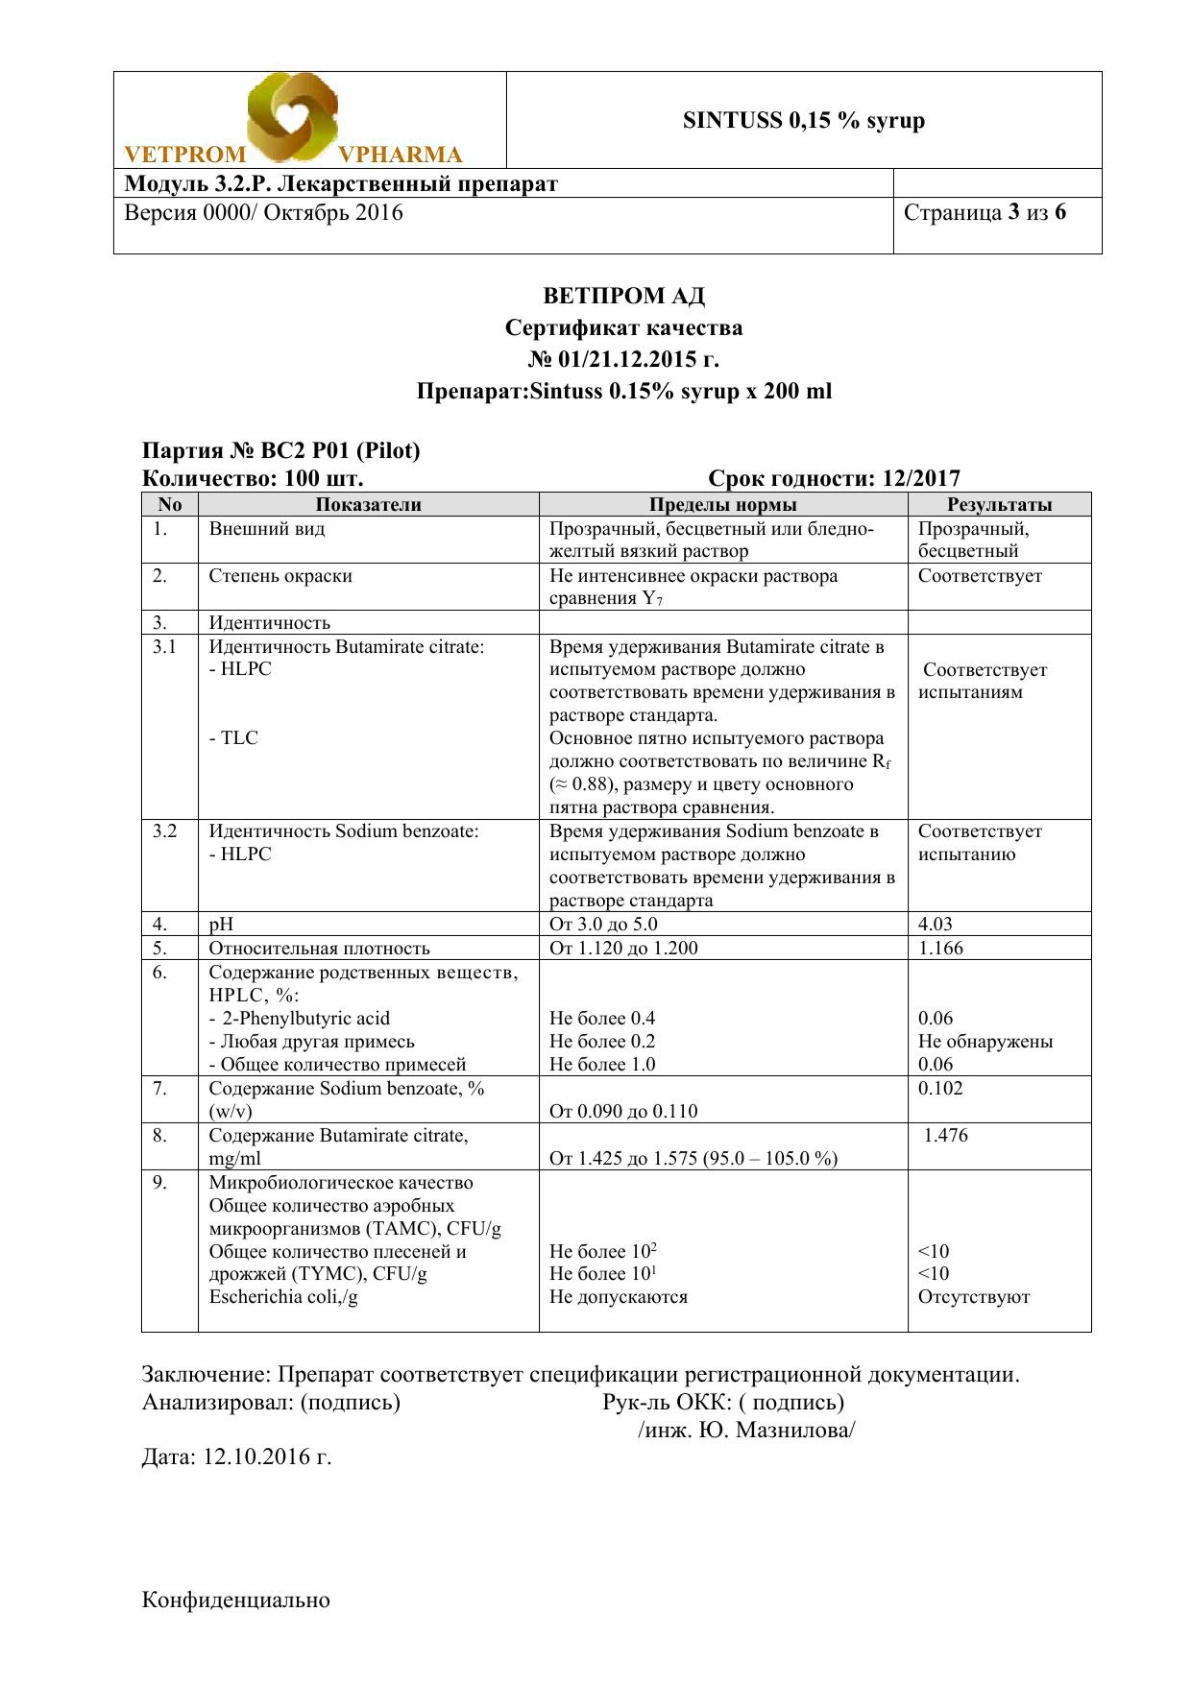 VETPROM VPHARMA
SINTUSS 0,15 % syrup
Модуль 3.2.P. Лекарственный препарат
Версия 0000/ Октябрь 2016
Страница 3 из 6
ВЕТПРОМ АД
Сертификат качества
№ 01/21.12.2015 г.
Препарат:Sintuss 0.15% syrup x 200 ml
Партия № BC2 P01 (Pilot)
Количество: 100 шт. Срок годности: 12/2017
No Показатели Пределы нормы Результаты
1. Внешний вид Прозрачный, бесцветный или бледно- Прозрачный,
желтый вязкий раствор бесцветный
2. Степень окраски Не интенсивнее окраски раствора Соответствует
сравнения Y7
3. Идентичность
3.1 Идентичность Butamirate citrate: Время удерживания Butamirate citrate в
- HLPC испытуемом растворе должно Соответствует
соответствовать времени удерживания в испытаниям
растворе стандарта.
- TLC Основное пятно испытуемого раствора
должно соответствовать по величине Rf
(≈ 0.88), размеру и цвету основного
пятна раствора сравнения.
3.2 Идентичность Sodium benzoate: Время удерживания Sodium benzoate в Соответствует
- HLPC испытуемом растворе должно испытанию
соответствовать времени удерживания в
растворе стандарта
4. pH От 3.0 до 5.0 4.03
5. Относительная плотность От 1.120 до 1.200 1.166
6. Содержание родственных веществ,
HPLC, %:
- 2-Phenylbutyric acid Не более 0.4 0.06
- Любая другая примесь Не более 0.2 Не обнаружены
- Общее количество примесей Не более 1.0 0.06
7. Содержание Sodium benzoate, % 0.102
(w/v) От 0.090 до 0.110
8. Содержание Butamirate citrate, 1.476
mg/ml От 1.425 до 1.575 (95.0 – 105.0 %)
9. Микробиологическое качество
Общее количество аэробных
микроорганизмов (TAMC), CFU/g
Общее количество плесеней и Не более 10² <10
дрожжей (TYMC), CFU/g Не более 10¹ <10
Escherichia coli,/g Не допускаются Отсутствуют
Заключение: Препарат соответствует спецификации регистрационной документации.
Анализировал: (подпись) Рук-ль ОКК: ( подпись)
/инж. Ю. Мазнилова/
Дата: 12.10.2016 г.
Конфиденциально